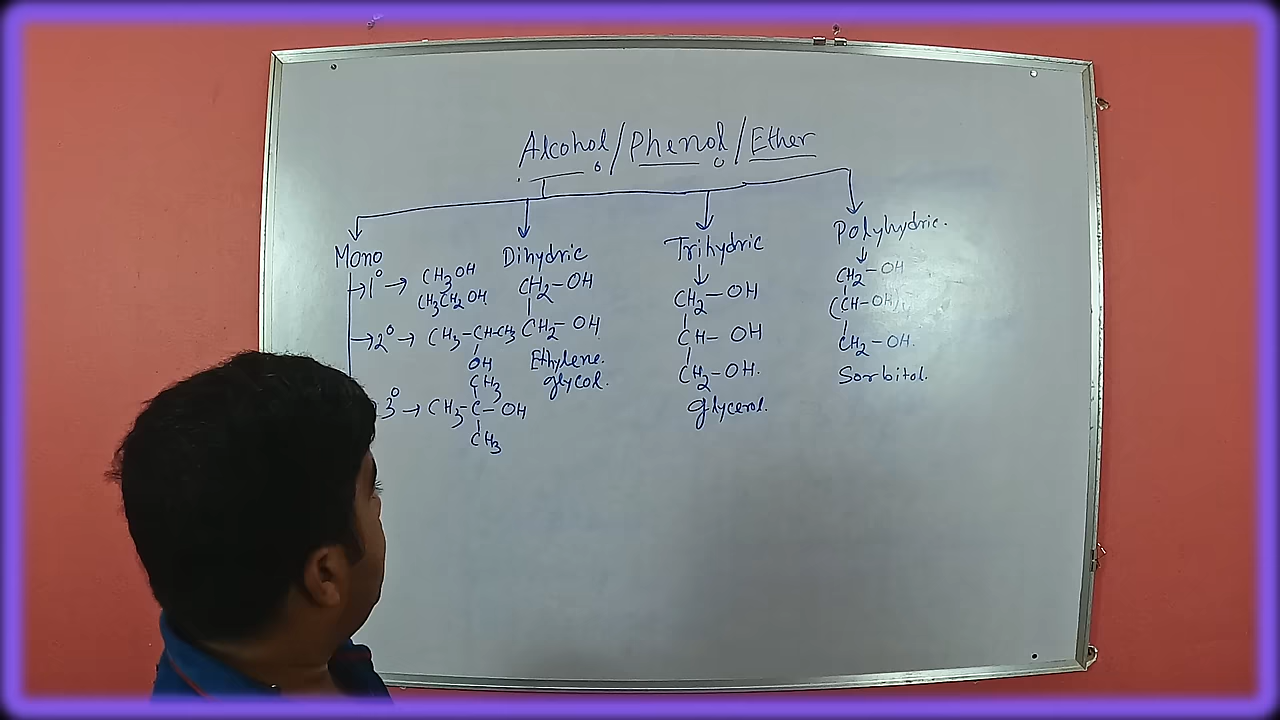 Alcohol/Phenol/Ether
Mono
→1° → CH3OH
CH3CH2OH
→2° → CH3-CH-CH3
OH
3° → CH3-C-OH
CH3
CH3
Dihydric
CH2-OH
CH2-OH
Ethylene
glycol.
Trihydric
CH2-OH
CH-OH
CH2-OH.
glycerol.
Polyhydric.
CH2-OH
(CH-OH)
CH2-OH.
Sorbitol.